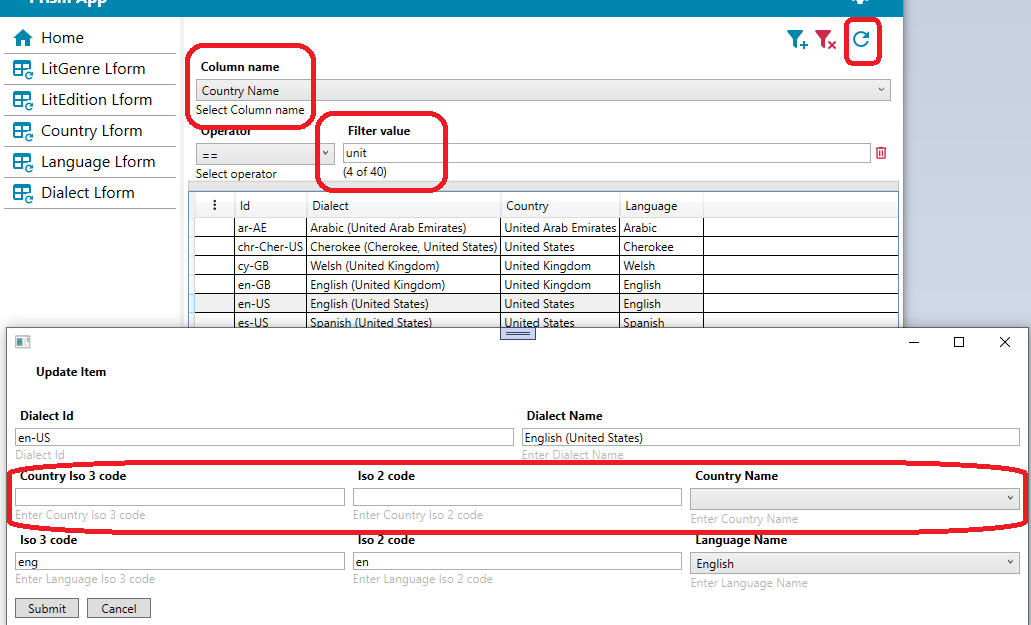 Prism App
Home
LitGenre Lform
LitEdition Lform
Country Lform
Language Lform
Dialect Lform
Column name
Country Name
Select Column name
Operator
Filter value
==
unit
Select operator
(4 of 40)
Id Dialect Country Language
ar-AE Arabic (United Arab Emirates) United Arab Emirates Arabic
chr-Cher-US Cherokee (Cherokee, United States) United States Cherokee
cy-GB Welsh (United Kingdom) United Kingdom Welsh
en-GB English (United Kingdom) United Kingdom English
en-US English (United States) United States English
es-US Spanish (United States) United States Spanish
Update Item
Dialect Id Dialect Name
en-US English (United States)
Dialect Id Enter Dialect Name
Country Iso 3 code Iso 2 code Country Name
Enter Country Iso 3 code Enter Country Iso 2 code Enter Country Name
Iso 3 code Iso 2 code Language Name
eng en English
Enter Language Iso 3 code Enter Language Iso 2 code Enter Language Name
Submit Cancel